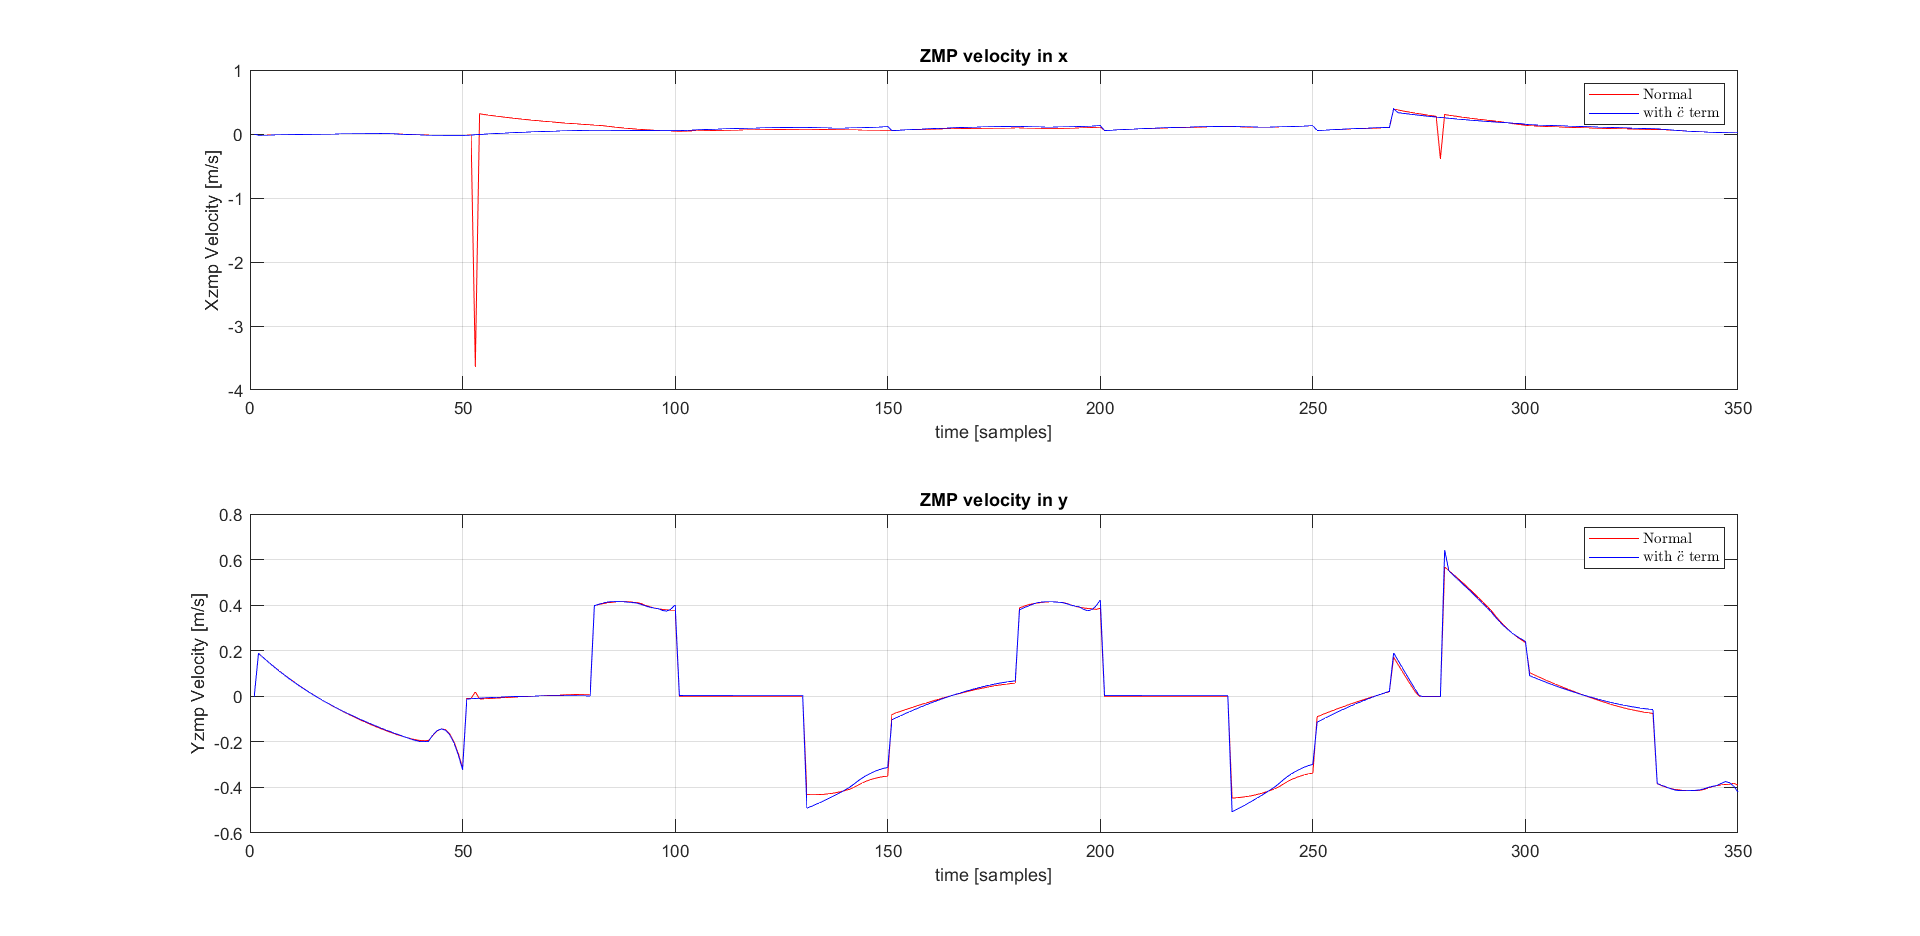 ZMP velocity in x
1
0
-1
-2
-3
-4
Xzmp Velocity [m/s]
Normal
with c̈ term
0 50 100 150 200 250 300 350
time [samples]
ZMP velocity in y
0.8
0.6
0.4
0.2
0
-0.2
-0.4
-0.6
Yzmp Velocity [m/s]
Normal
with c̈ term
0 50 100 150 200 250 300 350
time [samples]